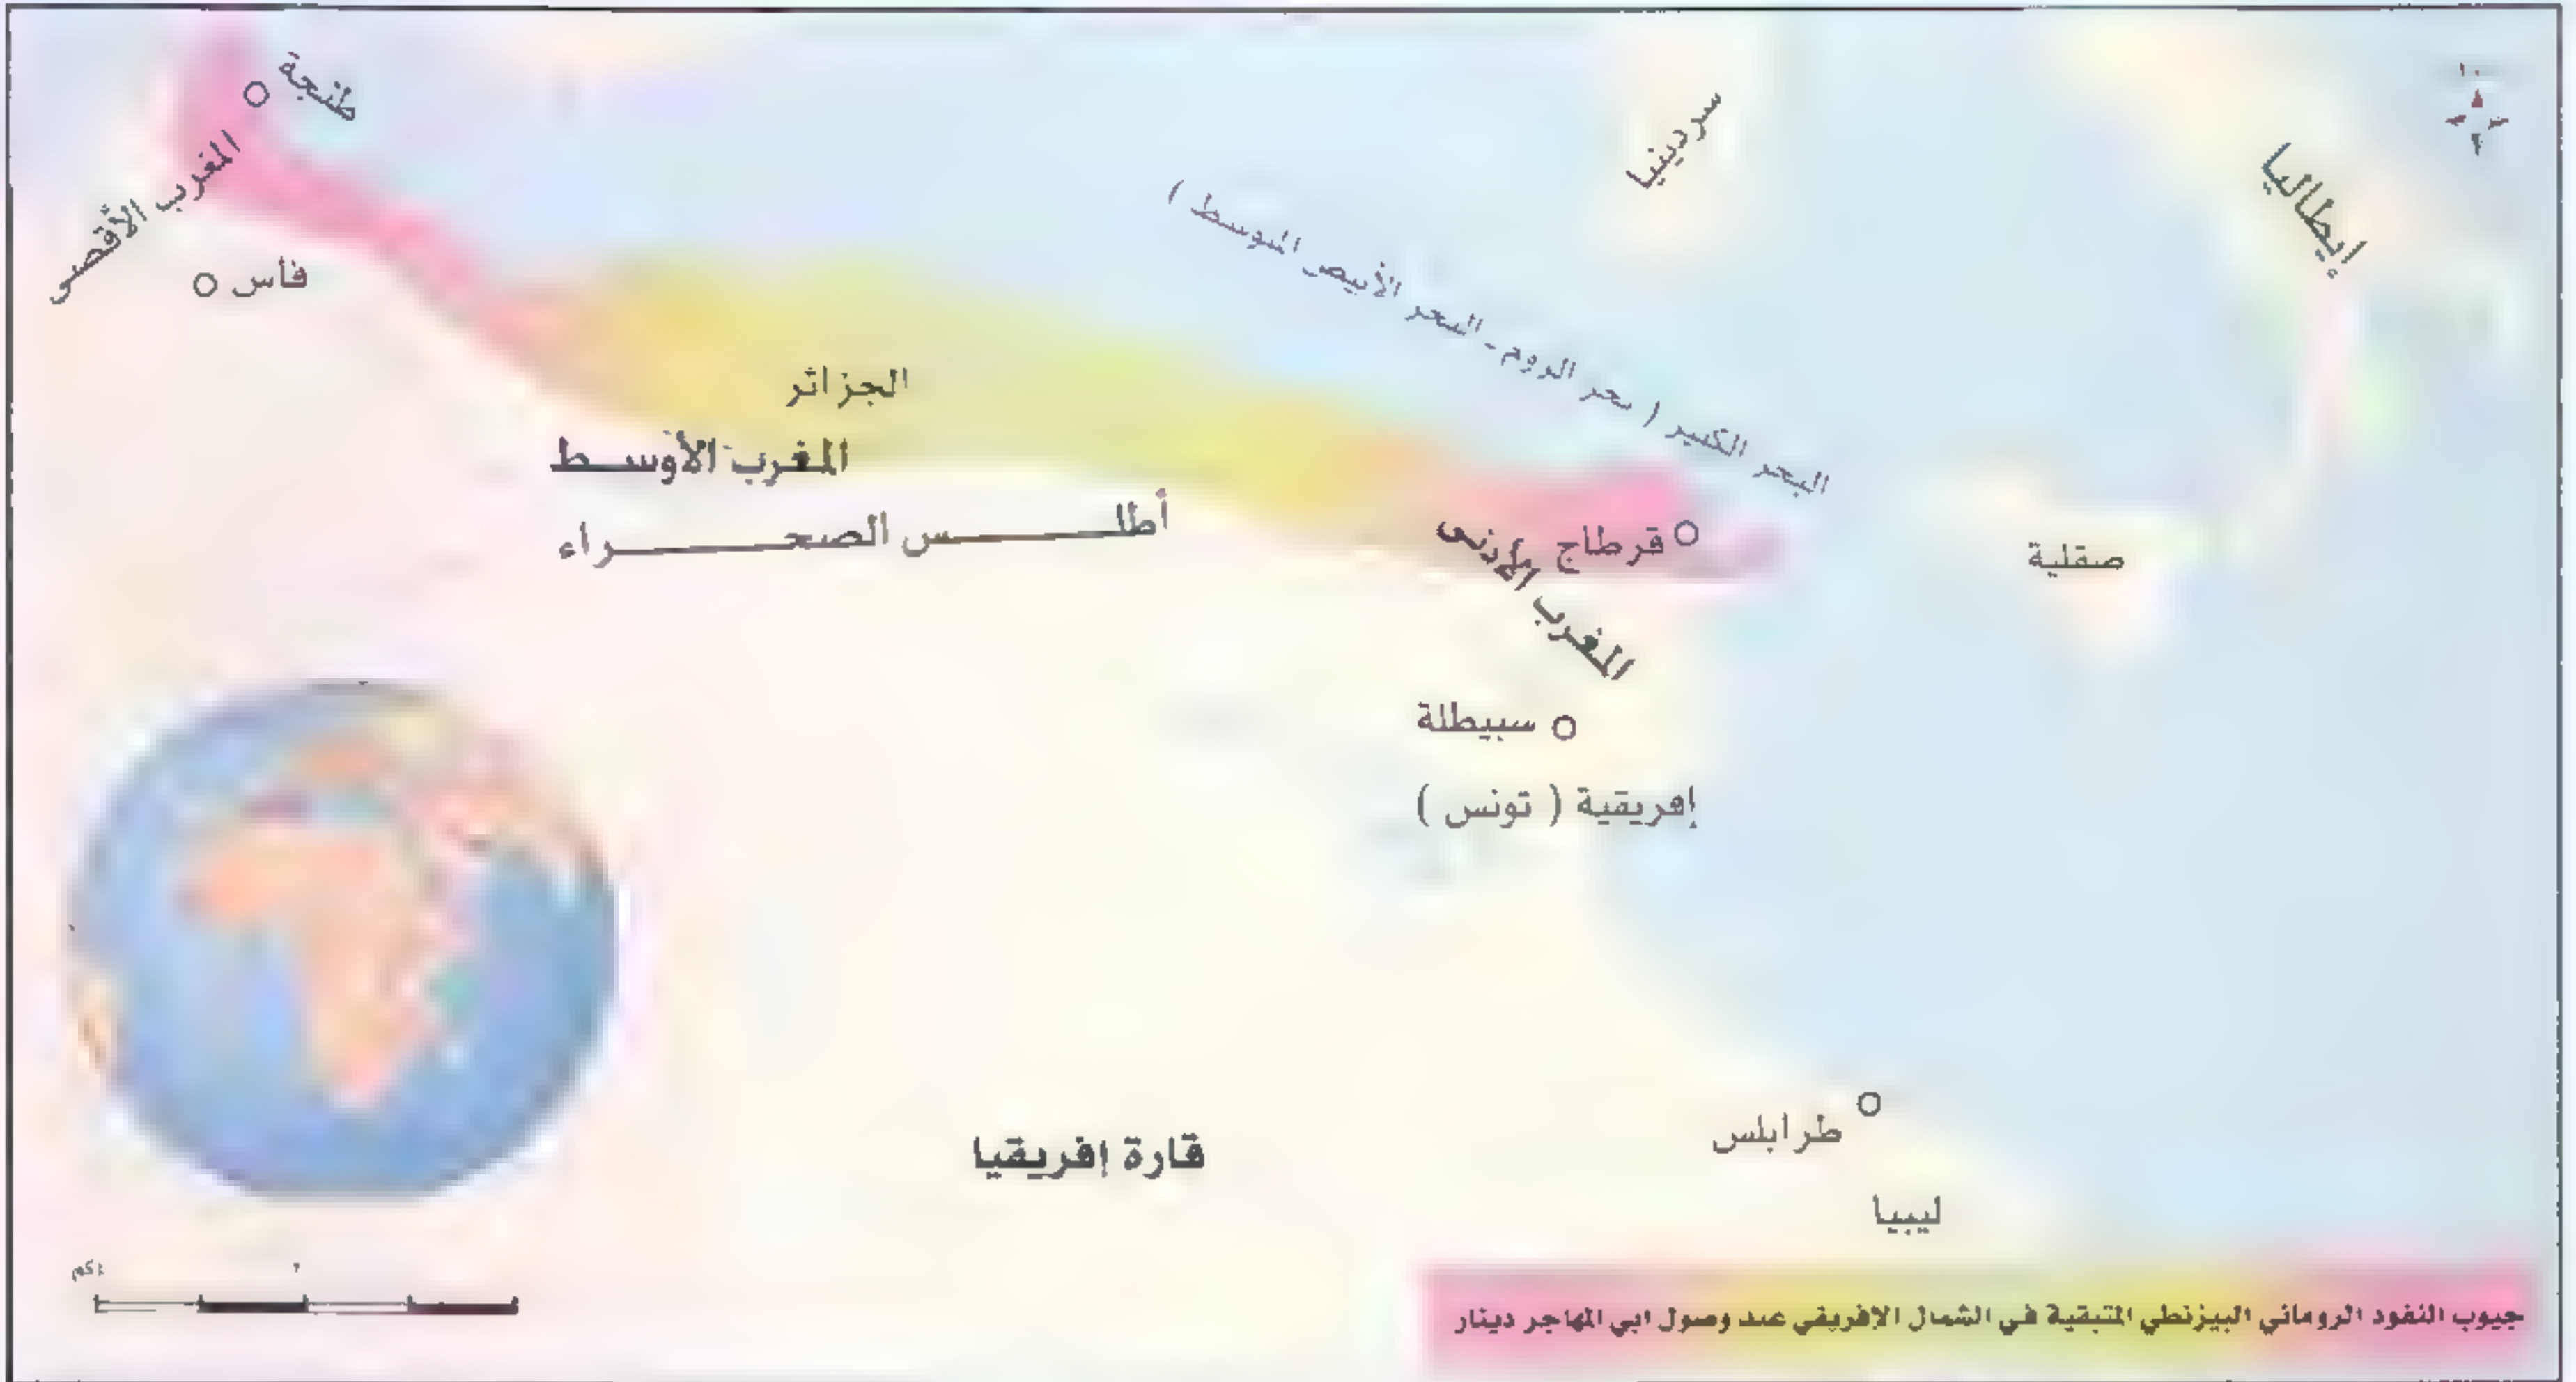 طنجة
المغرب الأقصى
فاس
سردينيا
إيطاليا
البحر الكبير ( بحر الروم - البحر الأبيض المتوسط )
الجزائر
المغرب الأوسط
أطلس الصحراء
قرطاج
المغرب الأدنى
صقلية
سبيطلة
إفريقية ( تونس )
قارة إفريقيا
طرابلس
ليبيا
جيوب النفوذ الروماني البيزنطي المتبقية في الشمال الإفريقي عند وصول ابي المهاجر دينار